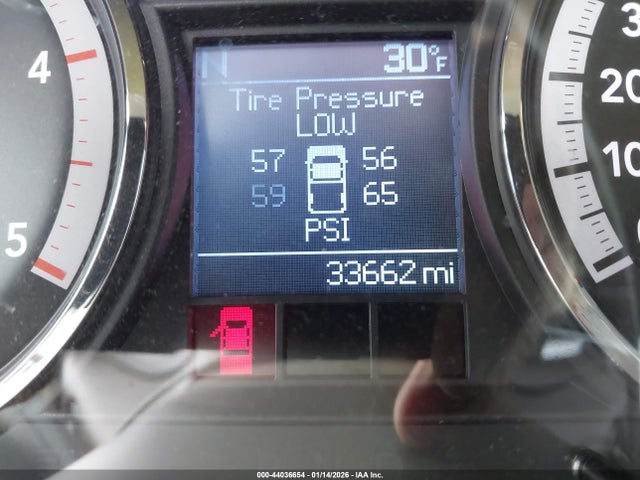 N 30°F
4 Tire Pressure 3
LOW
57 56 20
59 65 10
PSI
5
33662 mi
000-44036654 - 01/14/2026 - IAA Inc.